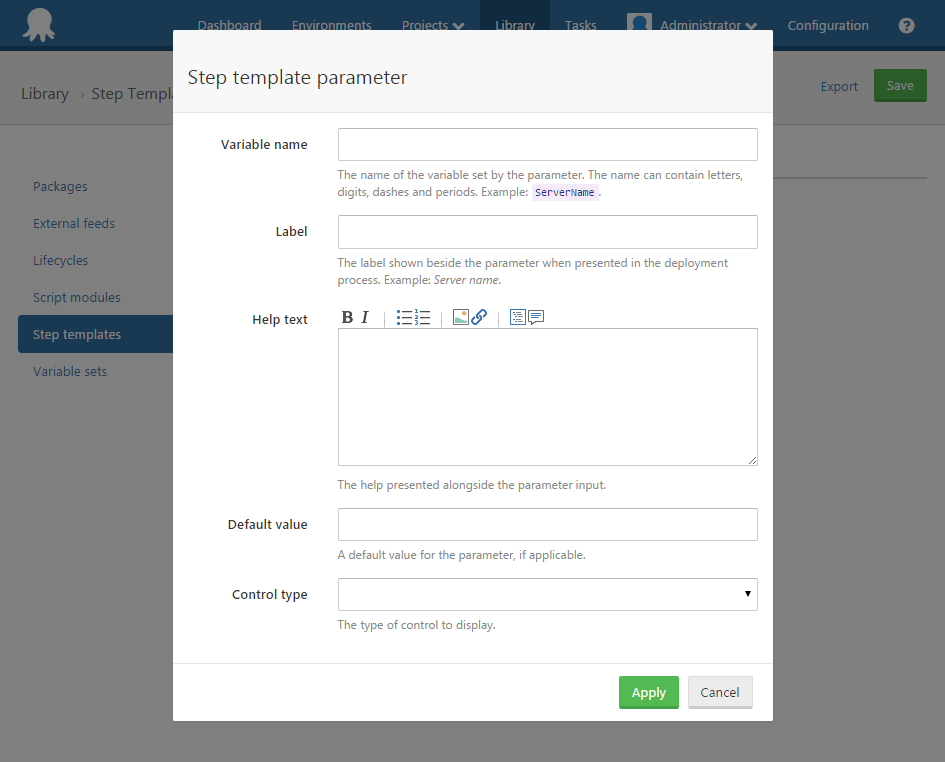 Dashboard Environments Projects Library Tasks Administrator Configuration ?
Step template parameter
Library › Step Templa
Export Save
Variable name
The name of the variable set by the parameter. The name can contain letters,
digits, dashes and periods. Example: ServerName.
Packages
External feeds
Lifecycles
Script modules
Step templates
Variable sets
Label
The label shown beside the parameter when presented in the deployment
process. Example: Server name.
Help text
B I
The help presented alongside the parameter input.
Default value
A default value for the parameter, if applicable.
Control type
The type of control to display.
Apply Cancel